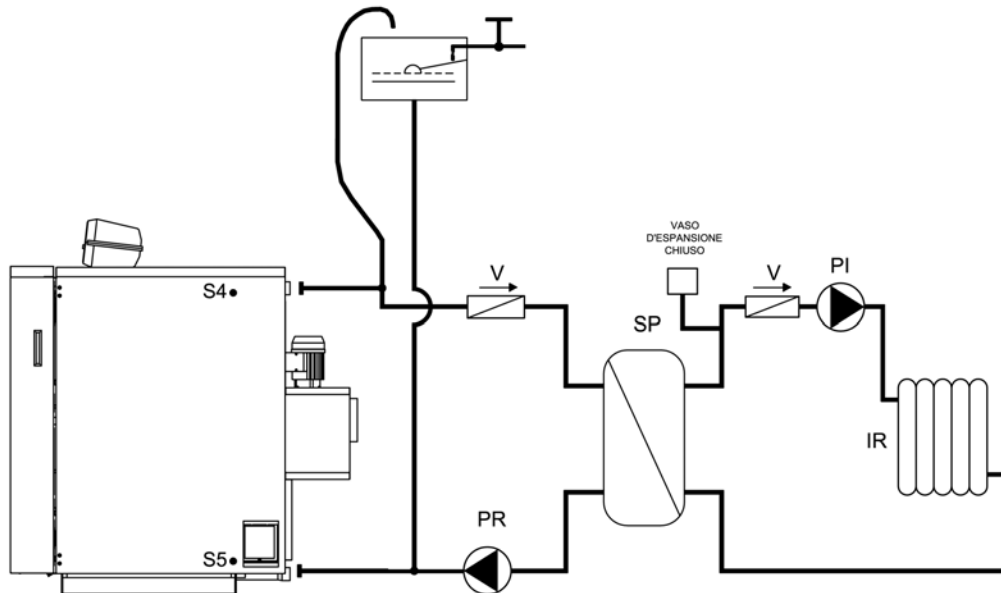 S4
V
VASO
D'ESPANSIONE
CHIUSO
V
PI
SP
IR
PR
S5